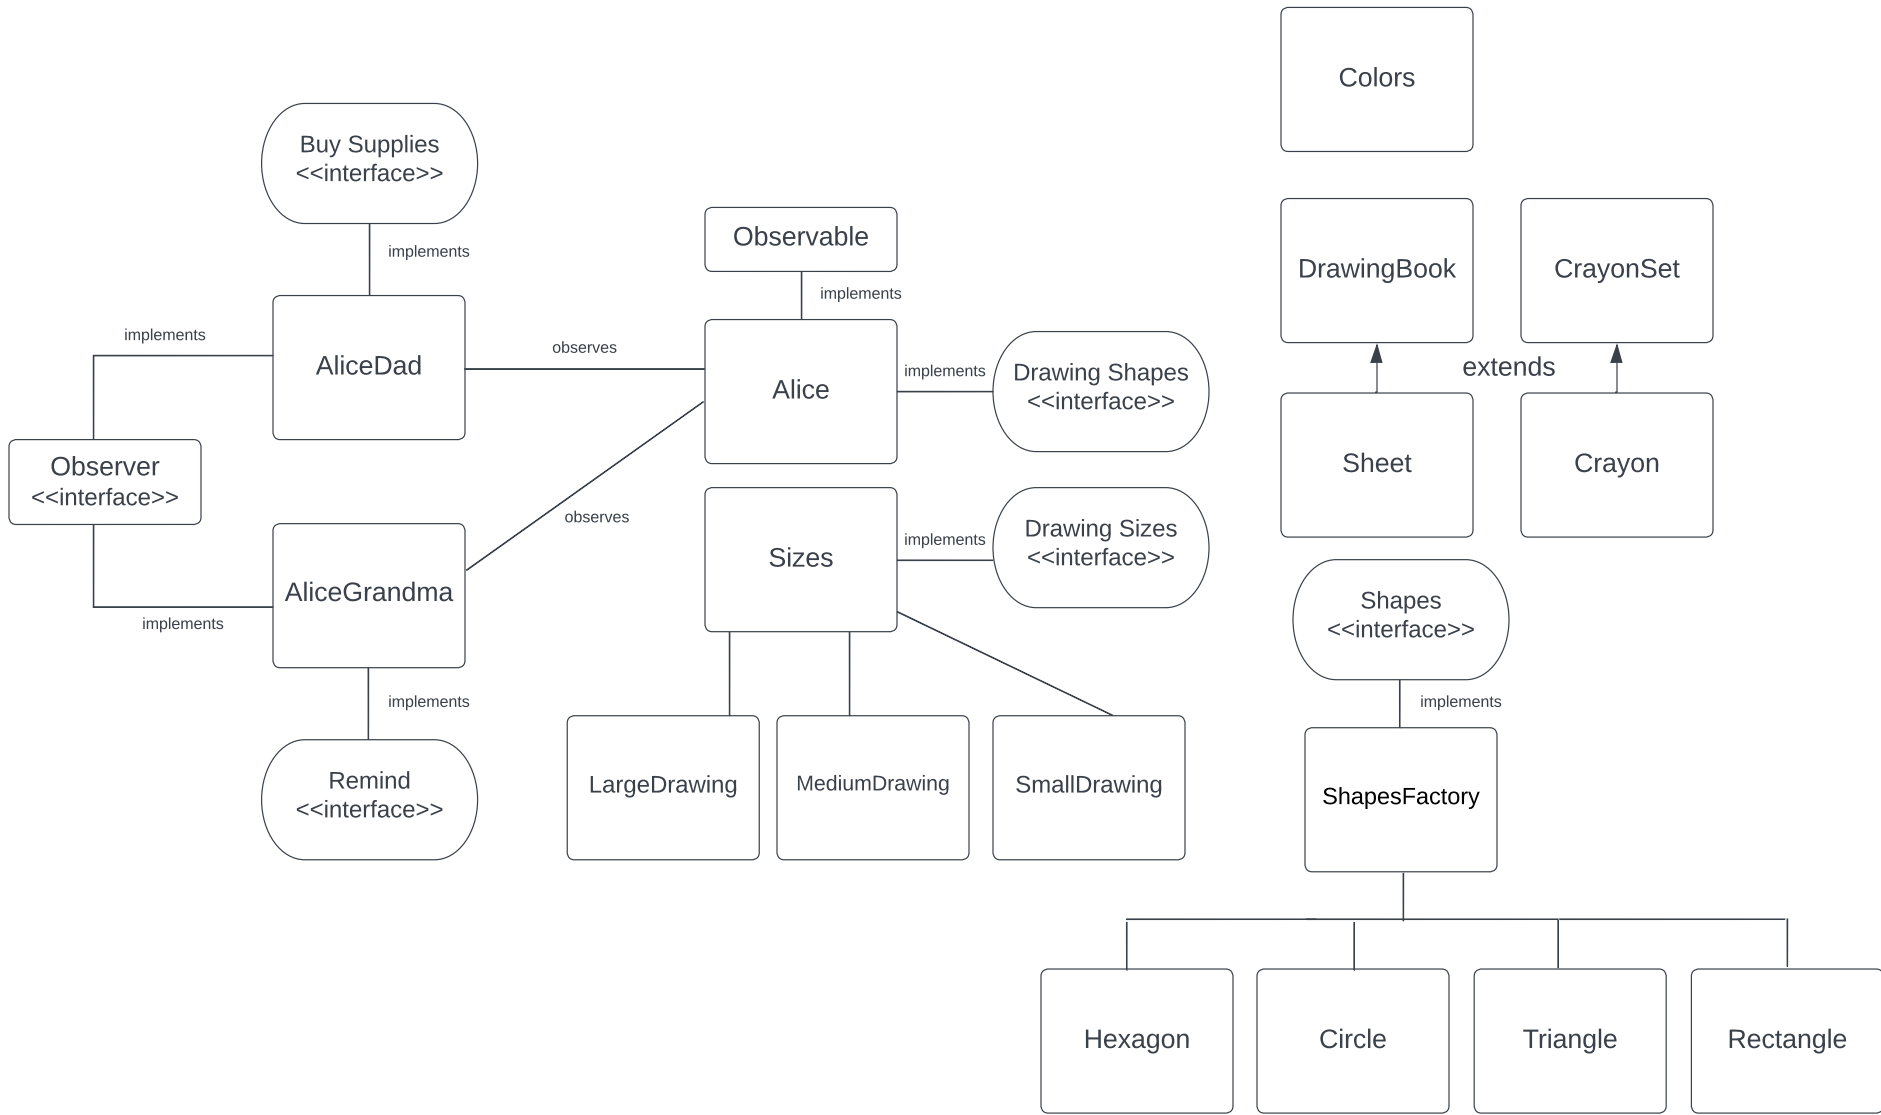 Colors
Buy Supplies
<<interface>>
implements
Observable
implements
DrawingBook
CrayonSet
extends
Sheet
Crayon
implements
AliceDad
observes
Alice
implements
Drawing Shapes
<<interface>>
Observer
<<interface>>
observes
implements
AliceGrandma
Sizes
implements
Drawing Sizes
<<interface>>
Shapes
<<interface>>
implements
implements
Remind
<<interface>>
LargeDrawing
MediumDrawing
SmallDrawing
ShapesFactory
Hexagon
Circle
Triangle
Rectangle